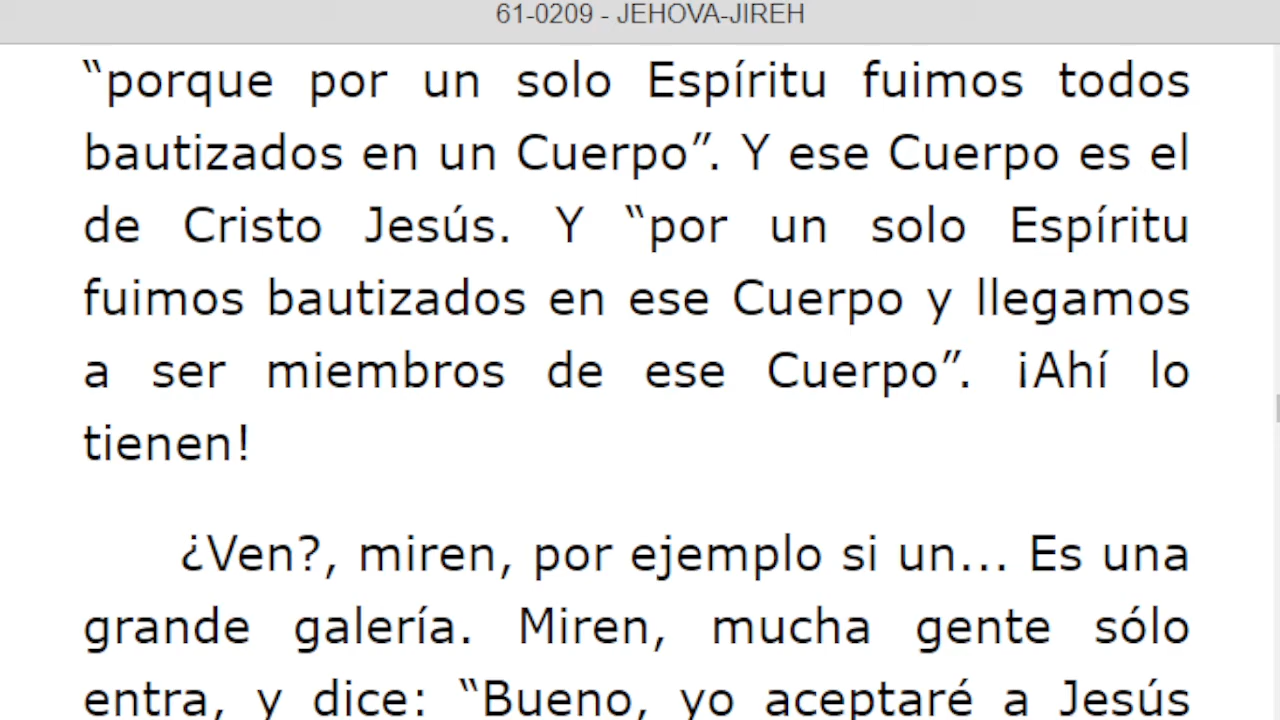 61-0209 - JEHOVA-JIREH
“porque por un solo Espíritu fuimos todos
bautizados en un Cuerpo”. Y ese Cuerpo es el
de Cristo Jesús. Y “por un solo Espíritu
fuimos bautizados en ese Cuerpo y llegamos
a ser miembros de ese Cuerpo”. ¡Ahí lo
tienen!
¿Ven?, miren, por ejemplo si un... Es una
grande galería. Miren, mucha gente sólo
entra, y dice: “Bueno, yo aceptaré a Jesús